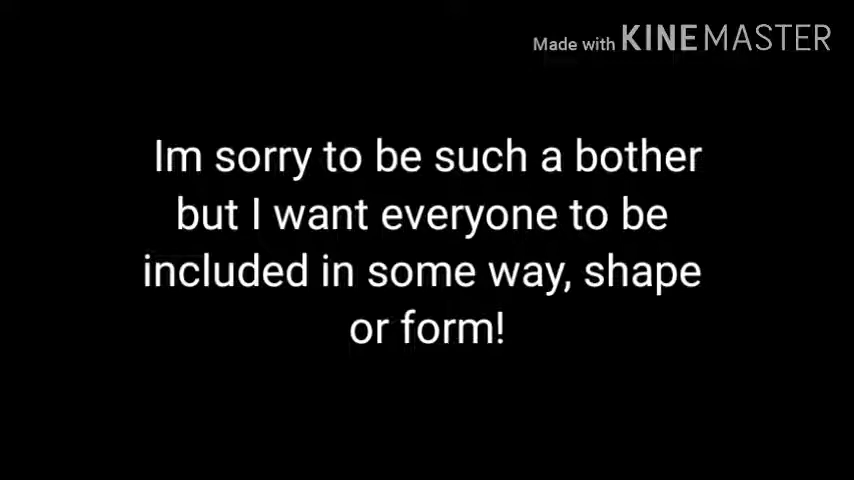 Made with KINEMASTER
Im sorry to be such a bother
but I want everyone to be
included in some way, shape
or form!